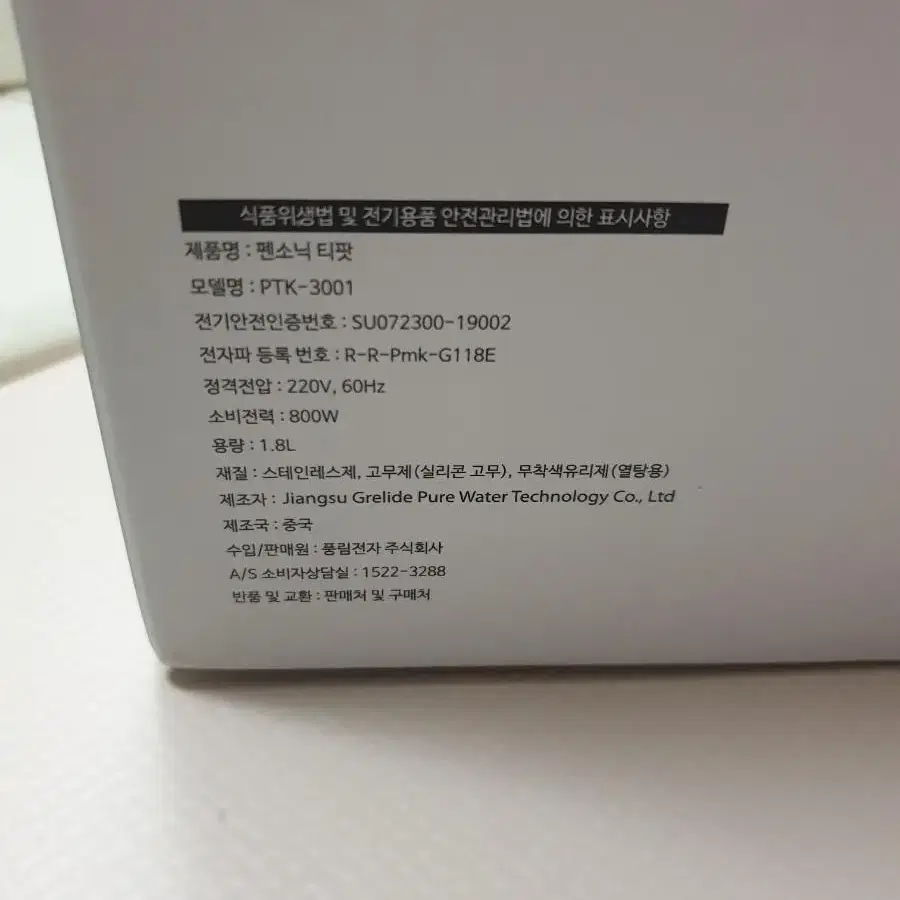 식품위생법 및 전기용품 안전관리법에 의한 표시사항
제품명 : 펜소닉 티팟
모델명 : PTK-3001
전기안전인증번호 : SU072300-19002
전자파 등록 번호 : R-R-Pmk-G118E
정격전압 : 220V, 60Hz
소비전력 : 800W
용량 : 1.8L
재질 : 스테인레스제, 고무제(실리콘 고무), 무착색유리제(열탕용)
제조자 : Jiangsu Grelide Pure Water Technology Co., Ltd
제조국 : 중국
수입/판매원 : 풍림전자 주식회사
A/S 소비자상담실 : 1522-3288
반품 및 교환 : 판매처 및 구매처